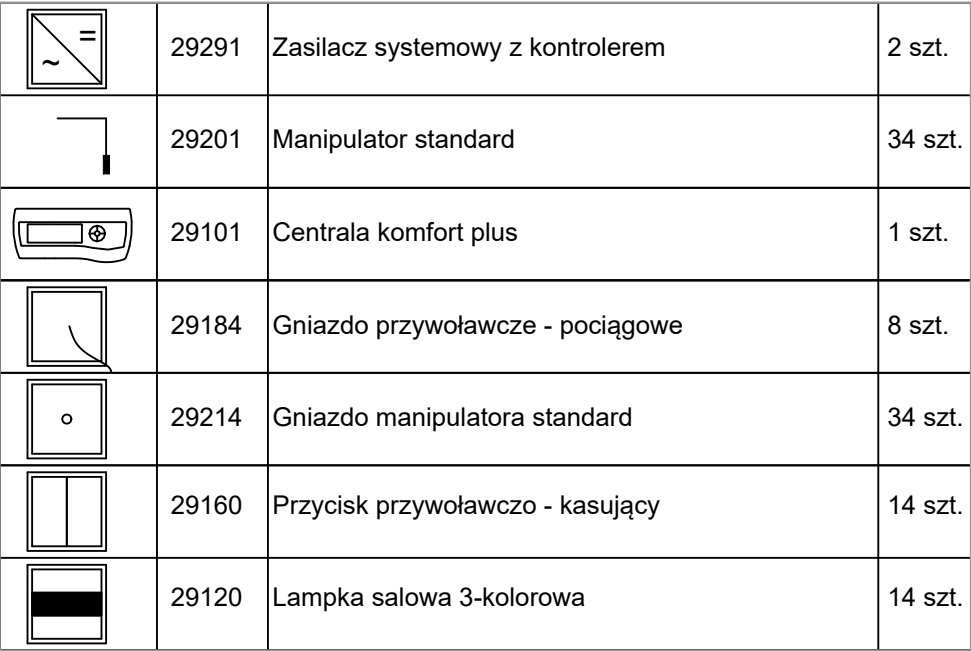 29291 Zasilacz systemowy z kontrolerem 2 szt.
29201 Manipulator standard 34 szt.
29101 Centrala komfort plus 1 szt.
29184 Gniazdo przywoławcze - pociągowe 8 szt.
29214 Gniazdo manipulatora standard 34 szt.
29160 Przycisk przywoławczo - kasujący 14 szt.
29120 Lampka salowa 3-kolorowa 14 szt.